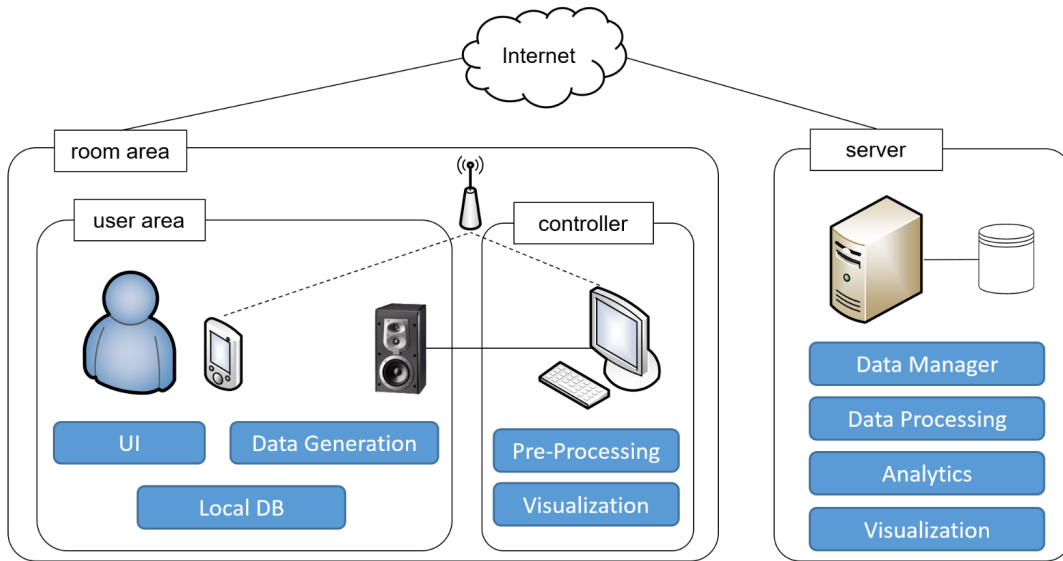 Internet
room area
server
user area
controller
UI
Data Generation
Local DB
Pre-Processing
Visualization
Data Manager
Data Processing
Analytics
Visualization